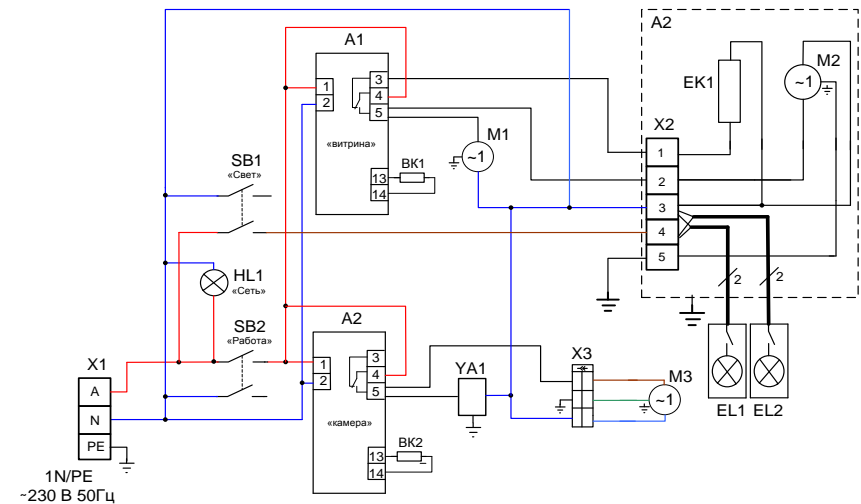 A1
A2
1
2
3
4
5
«витрина»
13
14
BK1
M1
~1
EK1
M2
~1
X2
1
2
3
4
5
SB1
«Свет»
HL1
«Сеть»
SB2
«Работа»
A2
1
2
3
4
5
«камера»
13
14
BK2
YA1
X3
M3
~1
2
2
EL1
EL2
X1
A
N
PE
1N/PE
~230 В 50Гц